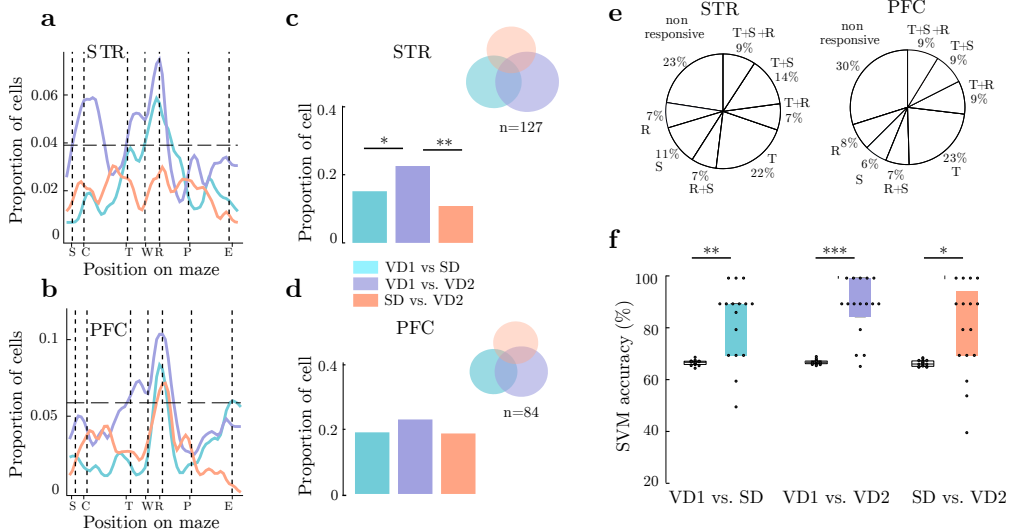 a
STR
Proportion of cells
0.06
0.04
0.02
0
S C T W R P E
Position on maze
b
PFC
Proportion of cells
0.1
0.05
0
S C T W R P E
Position on maze
c
STR
n=127
Proportion of cell
0.4
0.2
0
*
**
VD1 vs SD
VD1 vs. VD2
SD vs. VD2
d
PFC
n=84
Proportion of cell
0.4
0.2
0
e
STR
non
responsive
23%
T+S+R
9%
T+S
14%
T+R
7%
T
22%
7%
R+S
11%
S
7%
R
PFC
non
responsive
30%
T+S+R
9%
T+S
9%
T+R
9%
23%
T
7%
R+S
6%
S
8%
R
f
SVM accuracy (%)
100
80
60
40
20
**
***
*
VD1 vs. SD
VD1 vs. VD2
SD vs. VD2